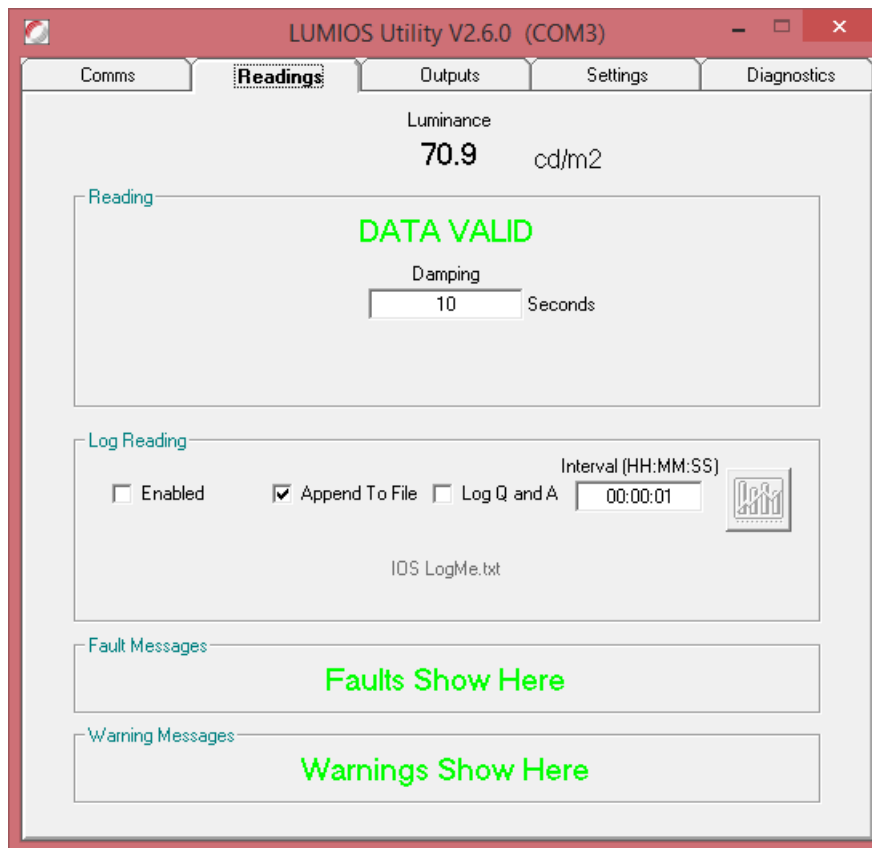 LUMIOS Utility V2.6.0 (COM3)
Comms Readings Outputs Settings Diagnostics
Luminance
70.9 cd/m2
Reading
DATA VALID
Damping
10 Seconds
Log Reading
Interval (HH:MM:SS)
Enabled Append To File Log Q and A 00:00:01
IOS LogMe.txt
Fault Messages
Faults Show Here
Warning Messages
Warnings Show Here